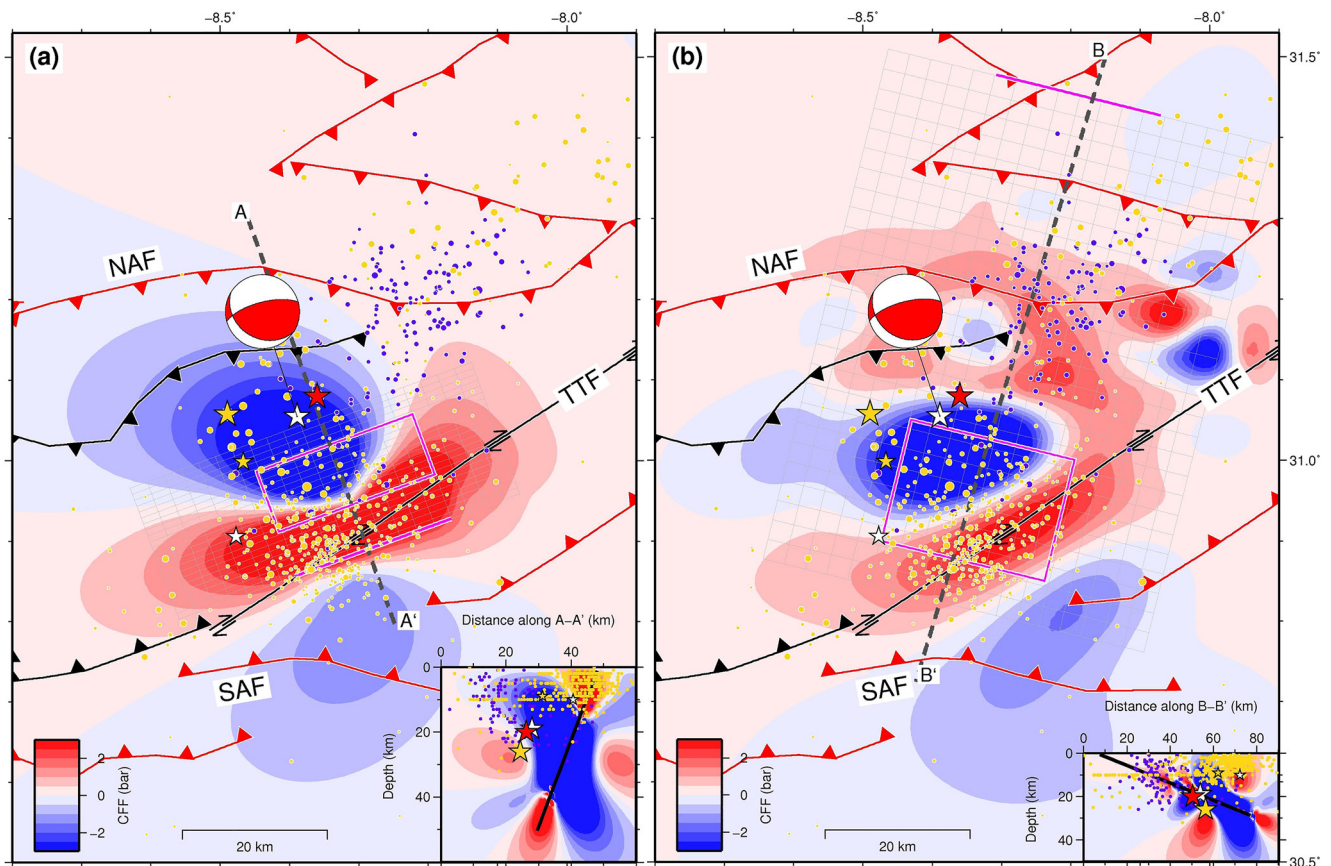 −8.5˚
−8.0˚
−8.5˚
−8.0˚
(a)
(b)
B
31.5˚
A
NAF
NAF
TTF
TTF
31.0˚
A‘
Distance along A−A’ (km)
0
20
40
0
20
40
Depth (km)
SAF
SAF
B‘
Distance along B−B’ (km)
0
20
40
60
80
0
20
40
Depth (km)
2
0
−2
CFF (bar)
20 km
2
0
−2
CFF (bar)
20 km
30.5˚